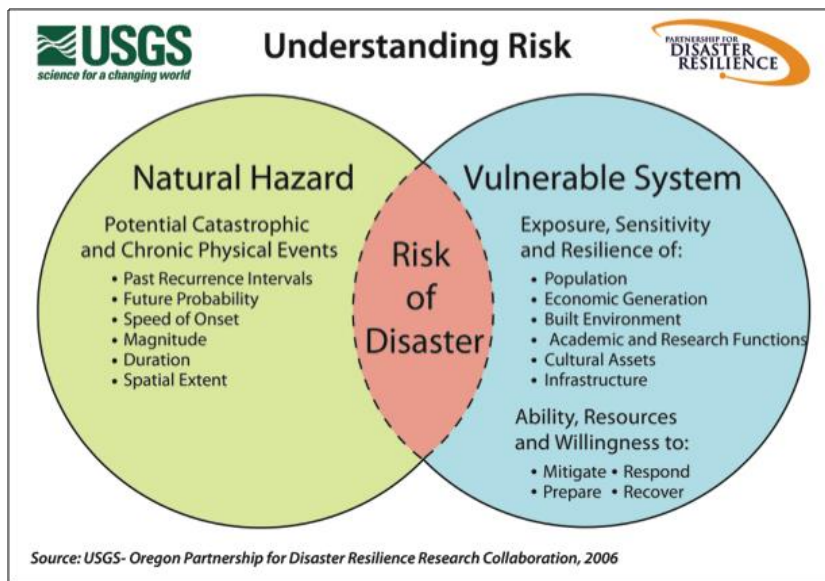 USGS
science for a changing world
Understanding Risk
PARTNERSHIP FOR
DISASTER
RESILIENCE
Natural Hazard
Potential Catastrophic
and Chronic Physical Events
• Past Recurrence Intervals
• Future Probability
• Speed of Onset
• Magnitude
• Duration
• Spatial Extent
Risk
of
Disaster
Vulnerable System
Exposure, Sensitivity
and Resilience of:
• Population
• Economic Generation
• Built Environment
• Academic and Research Functions
• Cultural Assets
• Infrastructure
Ability, Resources
and Willingness to:
• Mitigate • Respond
• Prepare • Recover
Source: USGS- Oregon Partnership for Disaster Resilience Research Collaboration, 2006